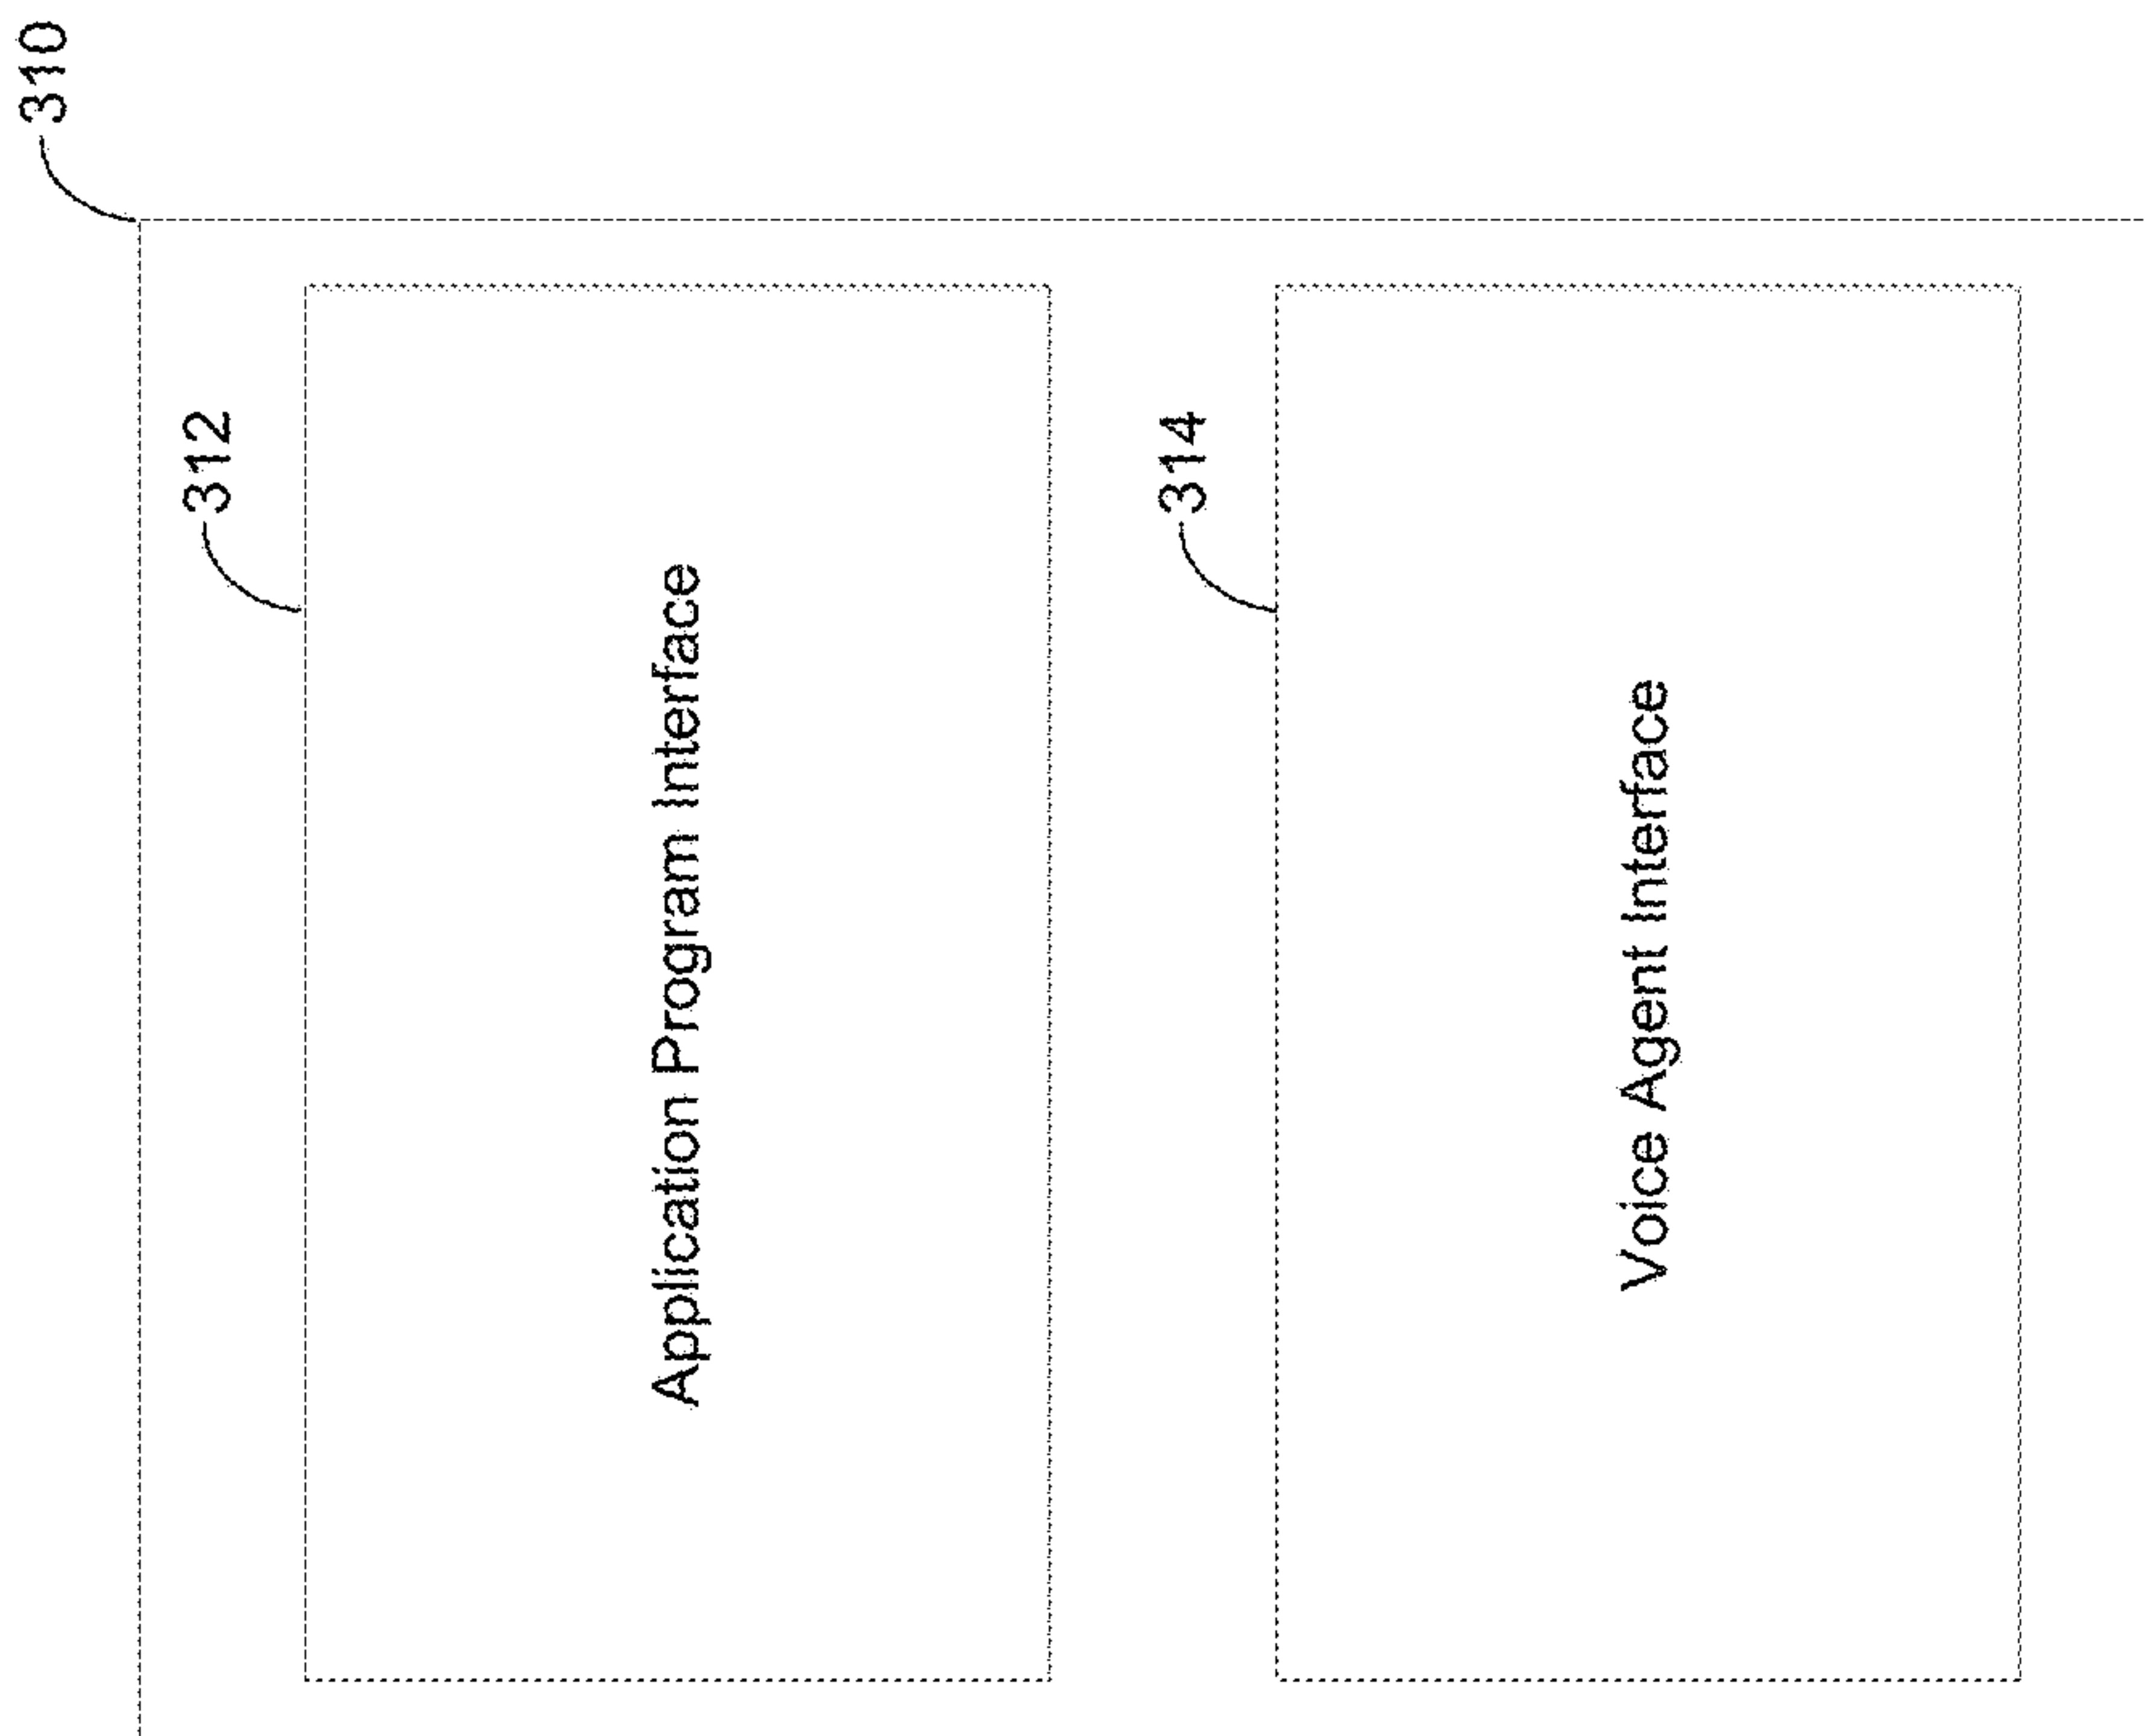 310
312
Application Program Interface
314
Voice Agent Interface